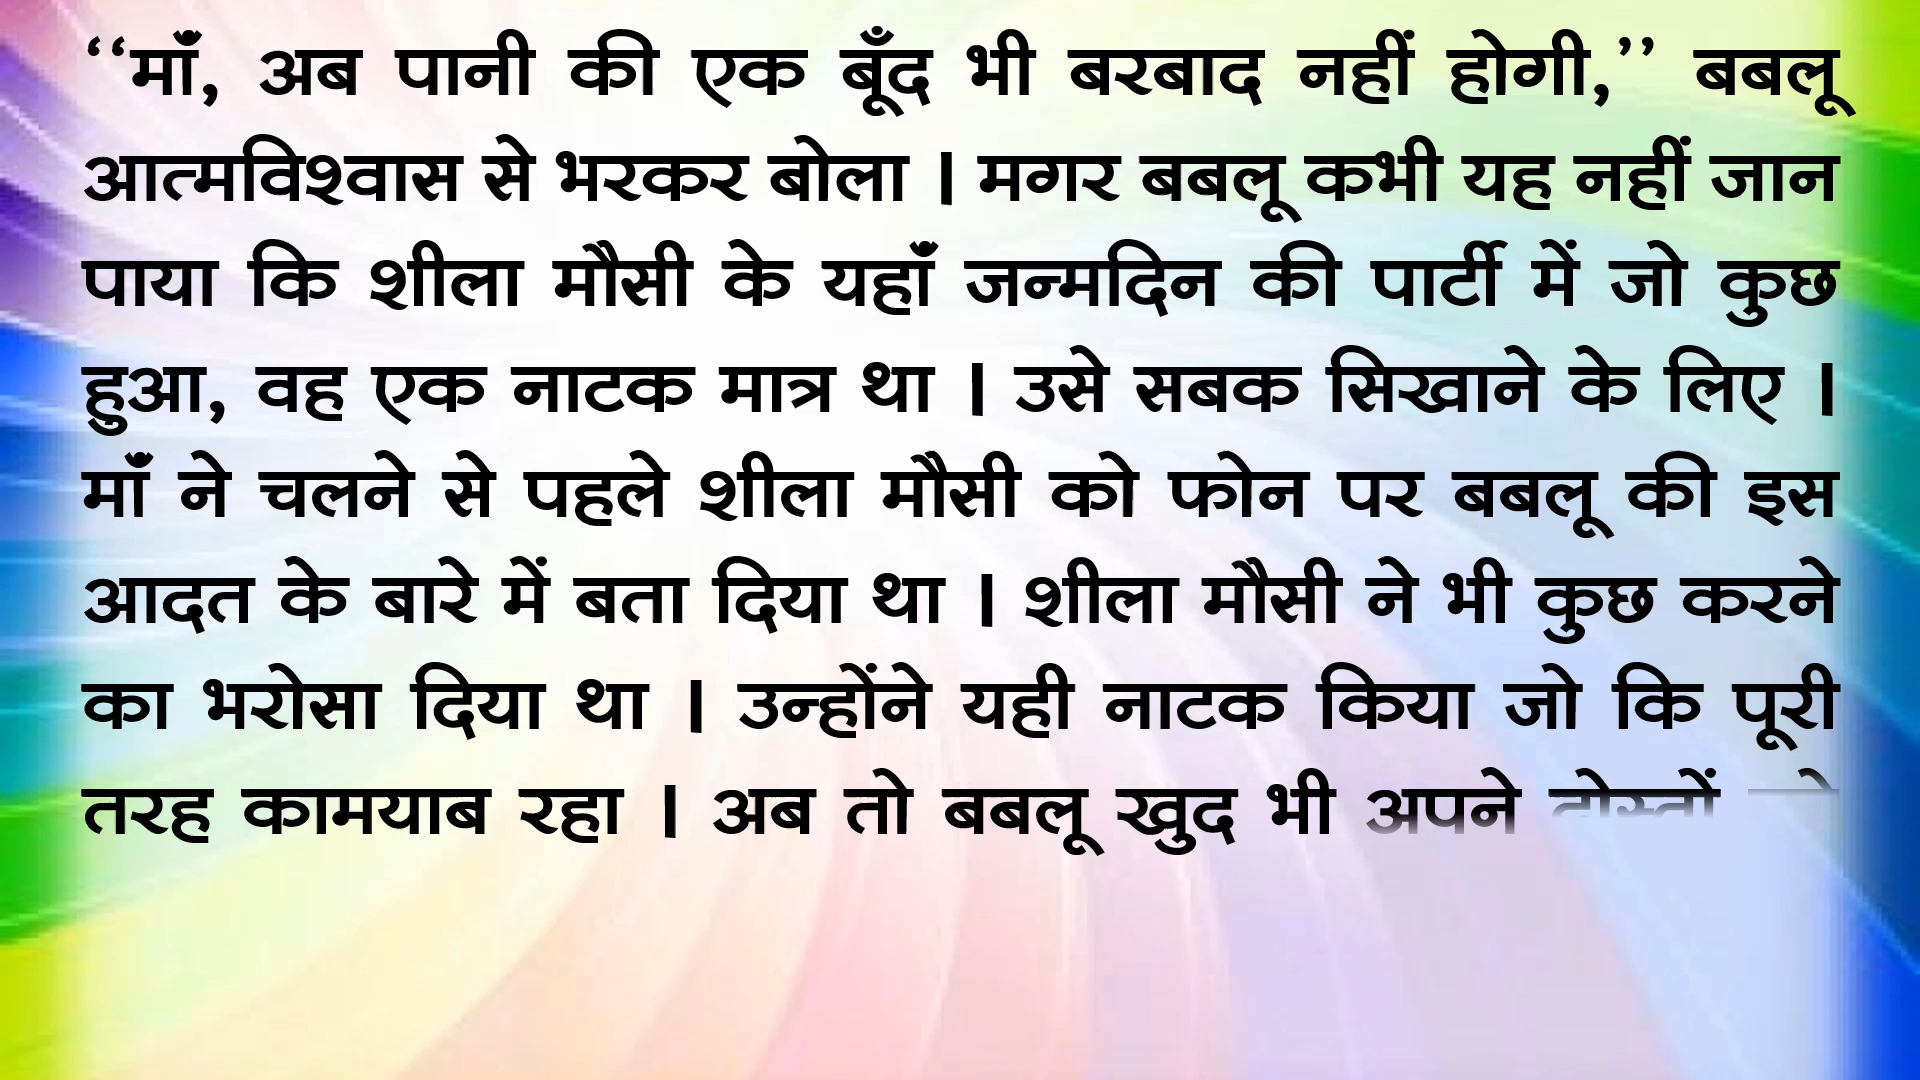 ‘‘माँ, अब पानी की एक बूँद भी बरबाद नहीं होगी,’’ बबलू
आत्मविश्वास से भरकर बोला । मगर बबलू कभी यह नहीं जान
पाया कि शीला मौसी के यहाँ जन्मदिन की पार्टी में जो कुछ
हुआ, वह एक नाटक मात्र था । उसे सबक सिखाने के लिए ।
माँ ने चलने से पहले शीला मौसी को फोन पर बबलू की इस
आदत के बारे में बता दिया था । शीला मौसी ने भी कुछ करने
का भरोसा दिया था । उन्होंने यही नाटक किया जो कि पूरी
तरह कामयाब रहा । अब तो बबलू खुद भी अपने दोस्तों